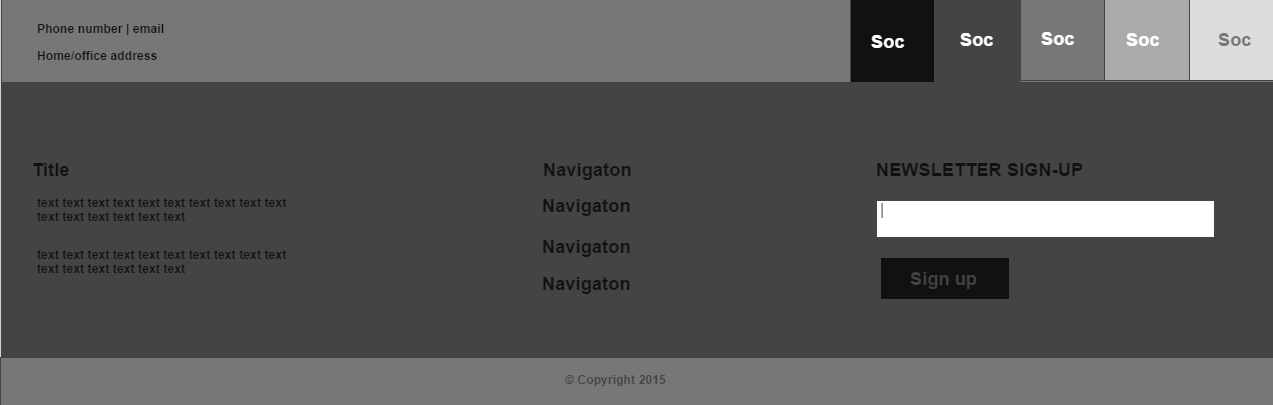 Phone number | email
Home/office address
Soc
Soc
Soc
Soc
Soc
Title
text text text text text text text text text text
text text text text text text
text text text text text text text text text text
text text text text text text
Navigaton
Navigaton
Navigaton
Navigaton
NEWSLETTER SIGN-UP
Sign up
© Copyright 2015